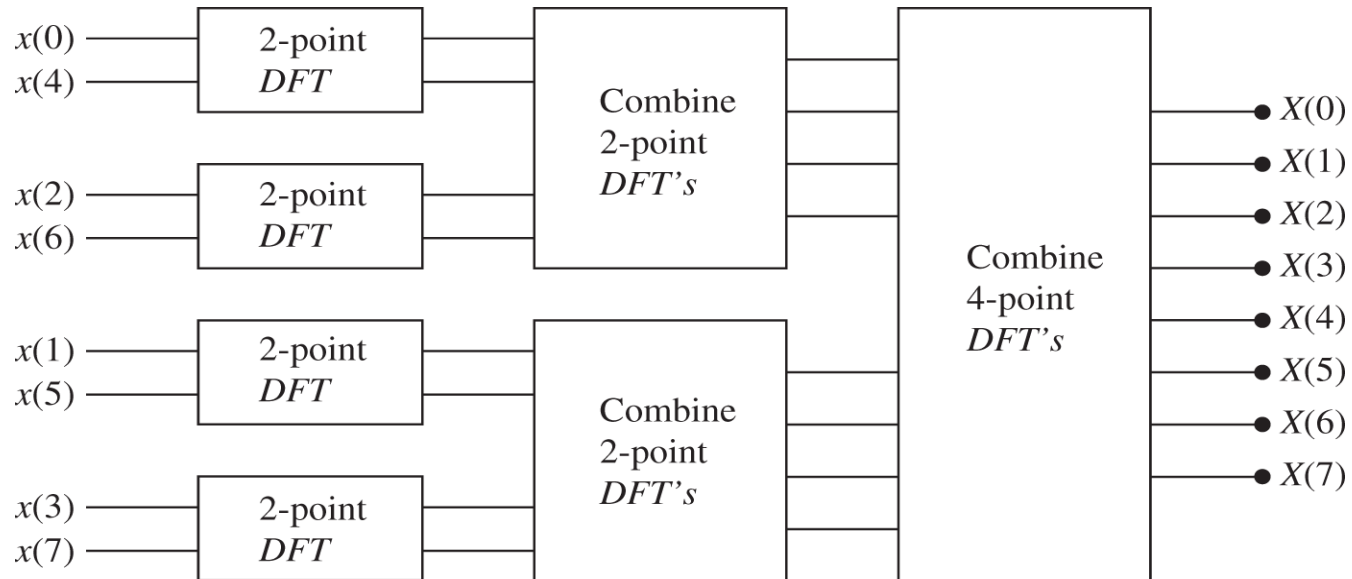 x(0)
x(4)
2-point
DFT
x(2)
x(6)
2-point
DFT
x(1)
x(5)
2-point
DFT
x(3)
x(7)
2-point
DFT
Combine
2-point
DFT's
Combine
2-point
DFT's
Combine
4-point
DFT's
X(0)
X(1)
X(2)
X(3)
X(4)
X(5)
X(6)
X(7)